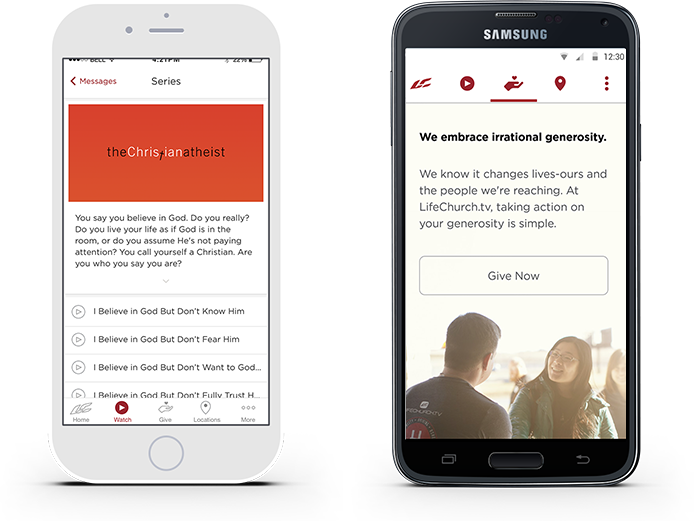 BELL
4:21PM
22%
Messages
Series
theChristianatheist
You say you believe in God. Do you really?
Do you live your life as if God is in the
room, or do you assume He's not paying
attention? You call yourself a Christian. Are
you who you say you are?
I Believe in God But Don't Know Him
I Believe in God But Don't Fear Him
I Believe in God But Don't Want to God...
I Believe in God But Don't Fully Trust H...
Home
Watch
Give
Locations
More
SAMSUNG
12:30
We embrace irrational generosity.
We know it changes lives-ours and
the people we're reaching. At
LifeChurch.tv, taking action on
your generosity is simple.
Give Now
LIFECHURCH.TV